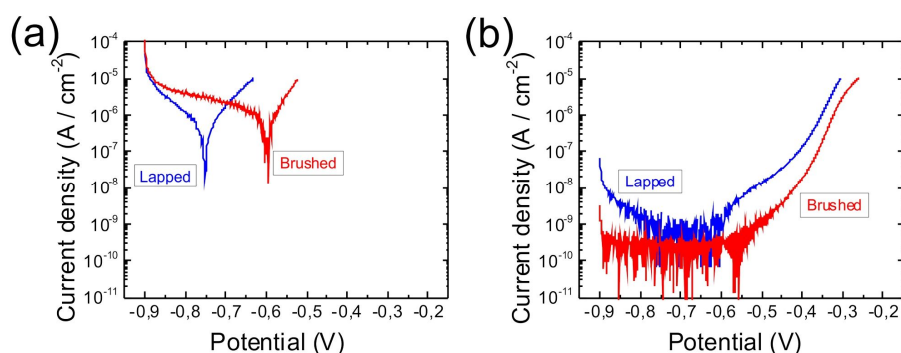 (a)
Current density (A / cm⁻²)
10⁻⁴
10⁻⁵
10⁻⁶
10⁻⁷
10⁻⁸
10⁻⁹
10⁻¹⁰
10⁻¹¹
Lapped
Brushed
-0,9 -0,8 -0,7 -0,6 -0,5 -0,4 -0,3 -0,2
Potential (V)
(b)
Current density (A / cm⁻²)
10⁻⁴
10⁻⁵
10⁻⁶
10⁻⁷
10⁻⁸
10⁻⁹
10⁻¹⁰
10⁻¹¹
Lapped
Brushed
-0,9 -0,8 -0,7 -0,6 -0,5 -0,4 -0,3 -0,2
Potential (V)